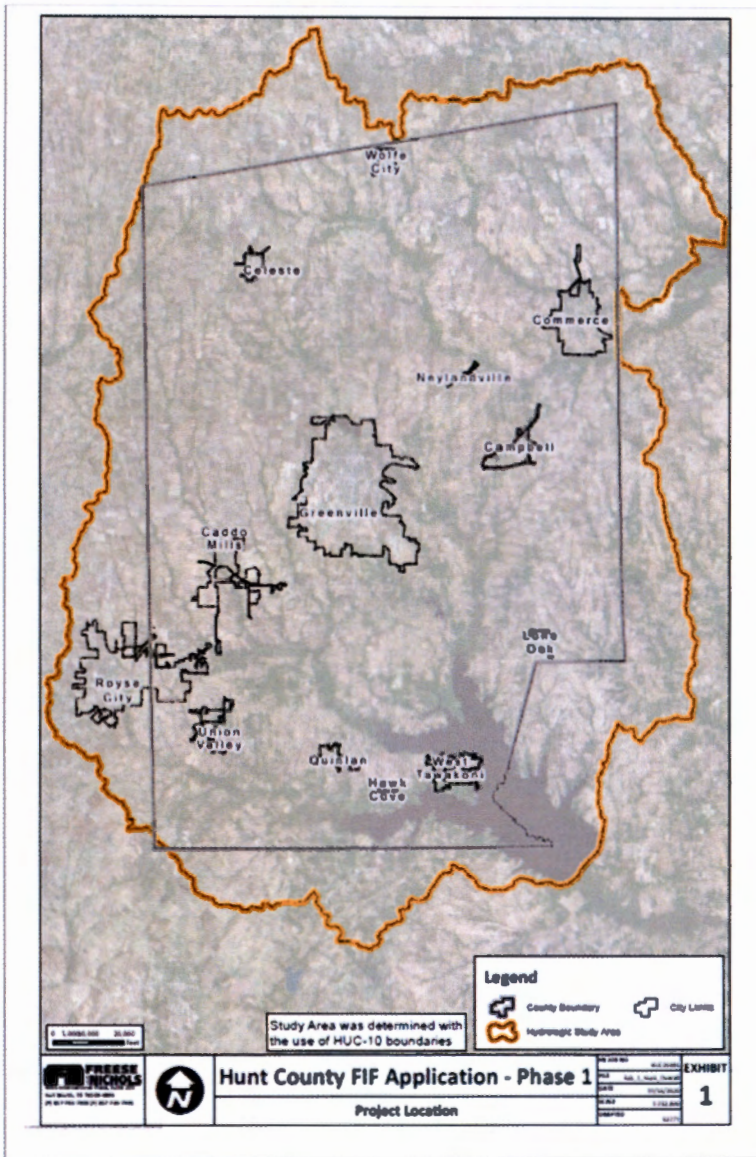 Wolfe
City
Celeste
Commerce
Neylandville
Campbell
Greenville
Caddo
Mills
Lone
Oak
Royse
City
Union
Valley
Quinlan
West
Tawakoni
Hawk
Cove
Legend
County Boundary
City Limits
Hydrologic Study Area
Study Area was determined with
the use of HUC-10 boundaries
Feet
FREESE
NICHOLS
N
Hunt County FIF Application - Phase 1
Project Location
EXHIBIT
1